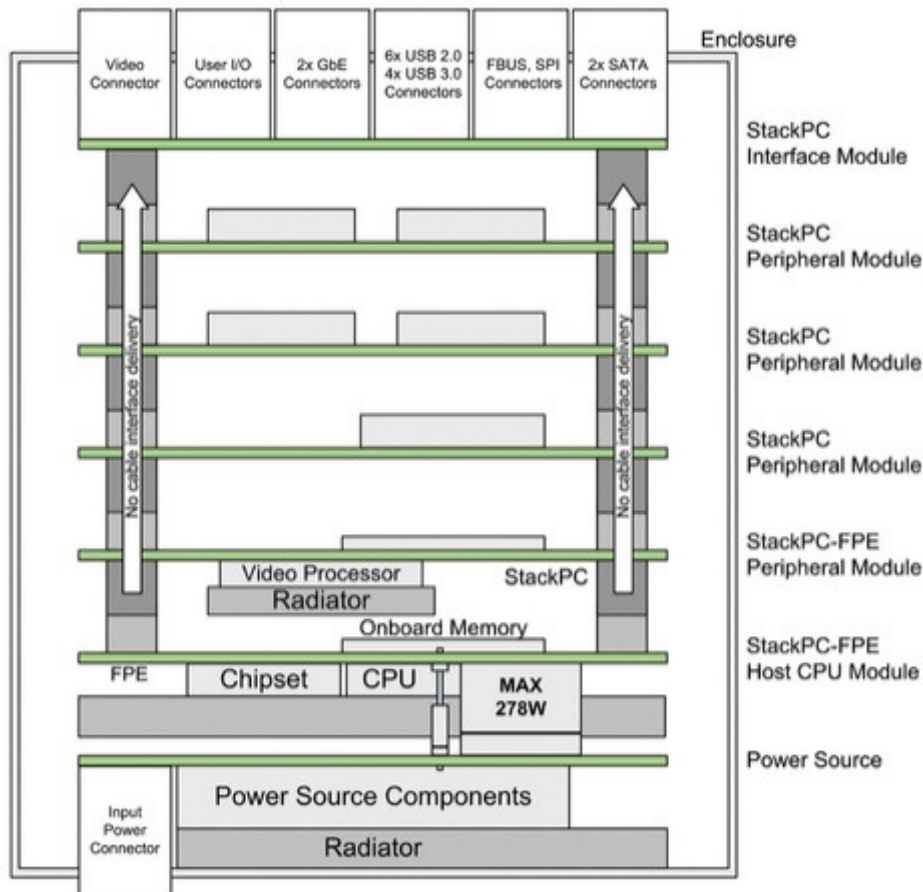 Video
Connector
User I/O
Connectors
2x GbE
Connectors
6x USB 2.0
4x USB 3.0
Connectors
FBUS, SPI
Connectors
2x SATA
Connectors
Enclosure
StackPC
Interface Module
StackPC
Peripheral Module
StackPC
Peripheral Module
StackPC
Peripheral Module
No cable interface delivery
No cable interface delivery
StackPC-FPE
Peripheral Module
Video Processor
StackPC
Radiator
Onboard Memory
StackPC-FPE
Host CPU Module
FPE
Chipset
CPU
MAX
278W
Power Source
Power Source Components
Input
Power
Connector
Radiator